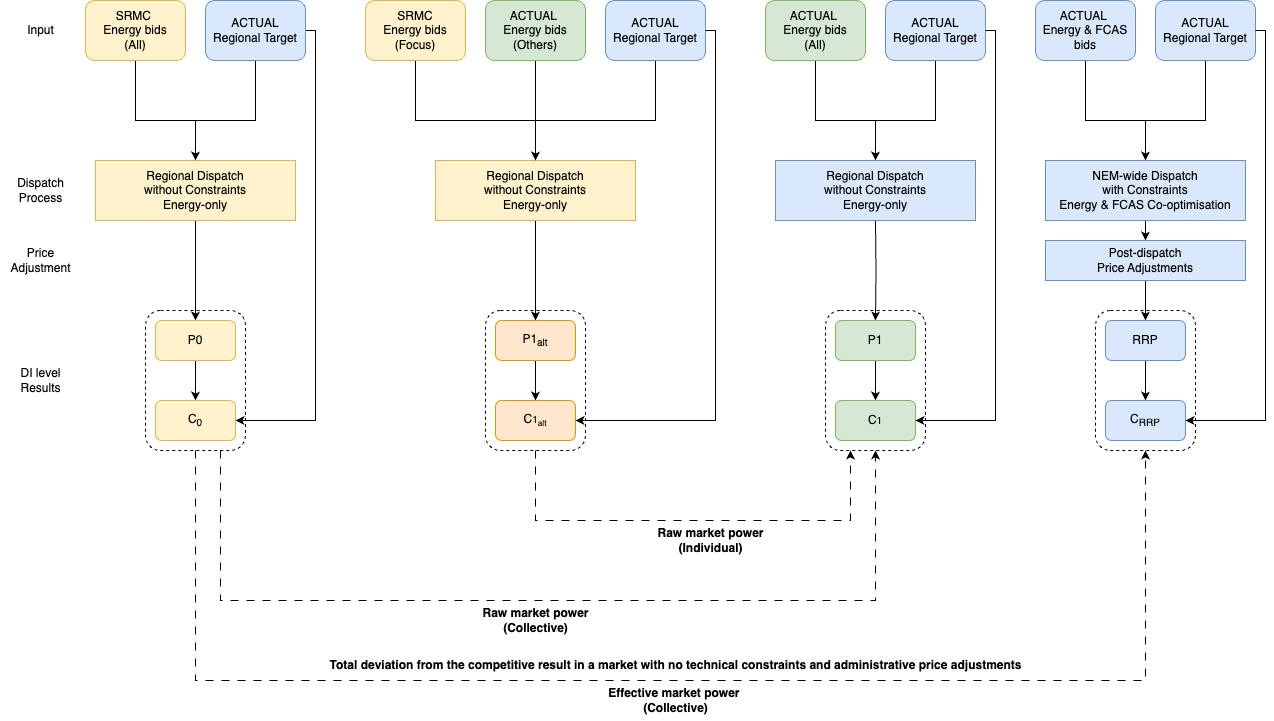 Input
SRMC
Energy bids
(All)
ACTUAL
Regional Target
SRMC
Energy bids
(Focus)
ACTUAL
Energy bids
(Others)
ACTUAL
Regional Target
ACTUAL
Energy bids
(All)
ACTUAL
Regional Target
ACTUAL
Energy & FCAS
bids
ACTUAL
Regional Target
Dispatch
Process
Regional Dispatch
without Constraints
Energy-only
Regional Dispatch
without Constraints
Energy-only
Regional Dispatch
without Constraints
Energy-only
NEM-wide Dispatch
with Constraints
Energy & FCAS Co-optimisation
Price
Adjustment
Post-dispatch
Price Adjustments
DI level
Results
P0
P1alt
P1
RRP
C0
C1alt
C1
CRRP
Raw market power
(Individual)
Raw market power
(Collective)
Total deviation from the competitive result in a market with no technical constraints and administrative price adjustments
Effective market power
(Collective)